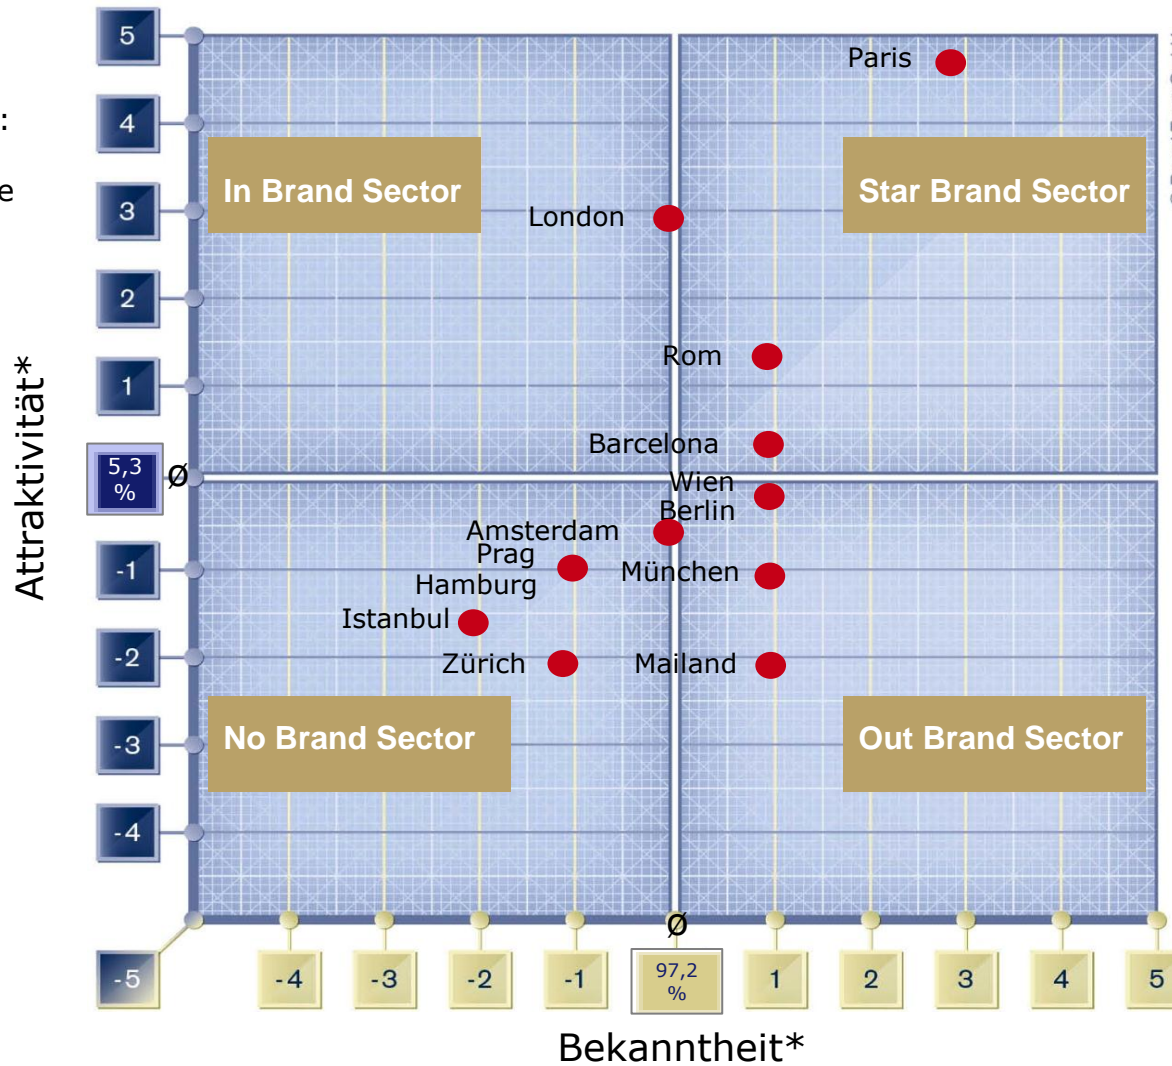 5
4
3
2
1
5,3
%
Ø
-1
-2
-3
-4
-5
:
e
Attraktivität*
In Brand Sector
Star Brand Sector
Paris
London
Rom
Barcelona
Wien
Berlin
Amsterdam
Prag
Hamburg
München
Istanbul
Zürich
Mailand
No Brand Sector
Out Brand Sector
Ø
-4
-3
-2
-1
97,2
%
1
2
3
4
5
Bekanntheit*